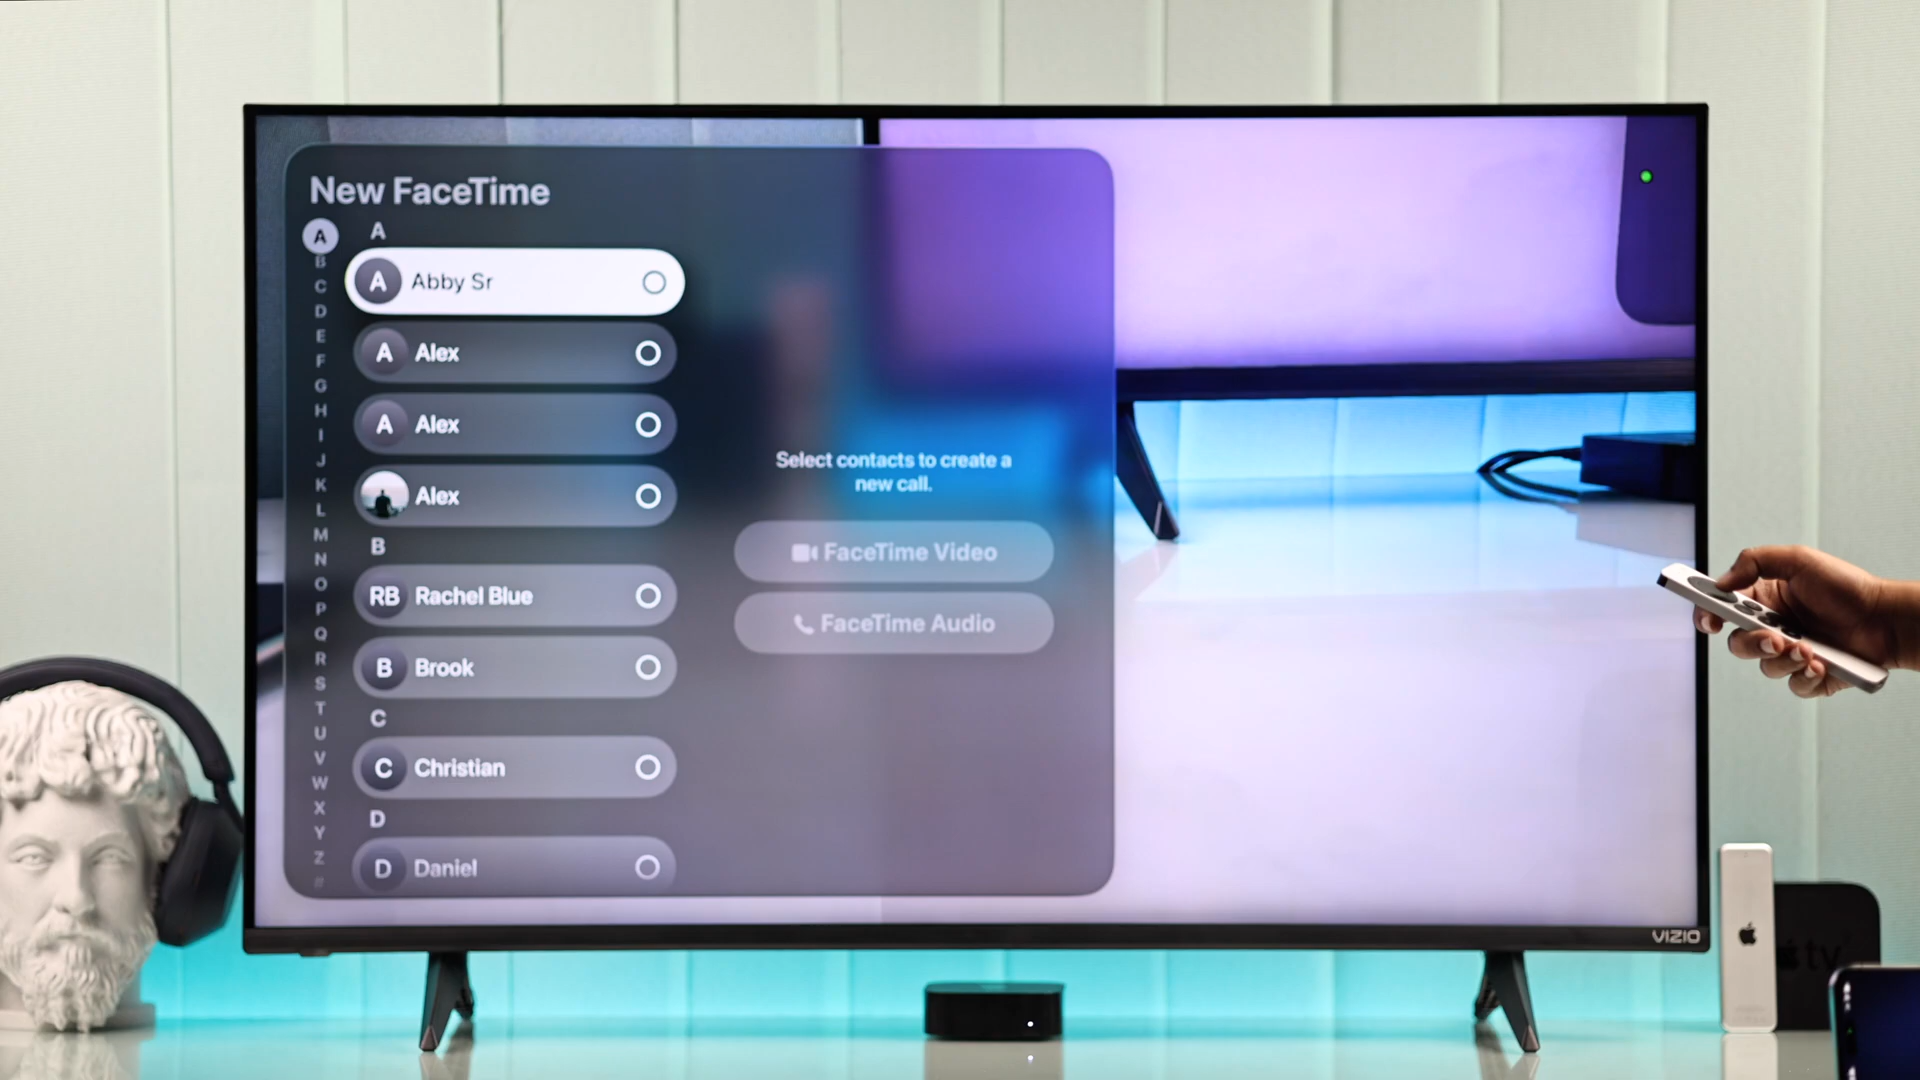 New FaceTime
A
A
B
C
D
E
F
G
H
I
J
K
L
M
N
O
P
Q
R
S
T
U
V
W
X
Y
Z
#
A Abby Sr
A Alex
A Alex
Alex
B
RB Rachel Blue
B Brook
C
C Christian
D
D Daniel
Select contacts to create a
new call.
FaceTime Video
FaceTime Audio
VIZIO
tv